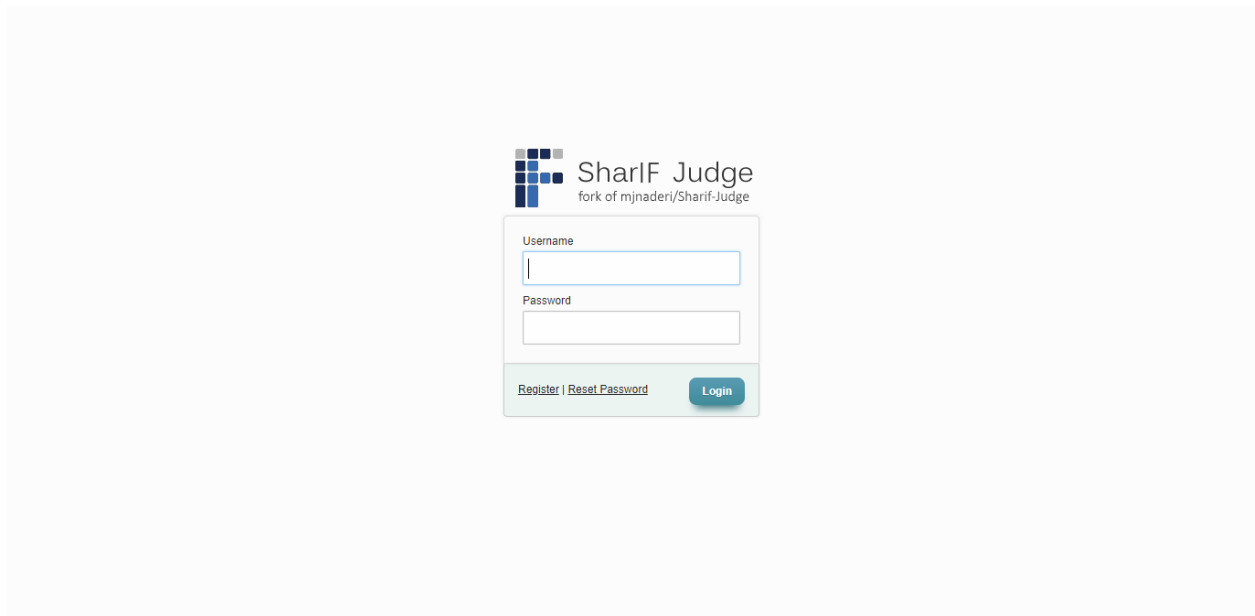 SharIF Judge
fork of mjnaderi/Sharif-Judge
Username
Password
Register | Reset Password
Login